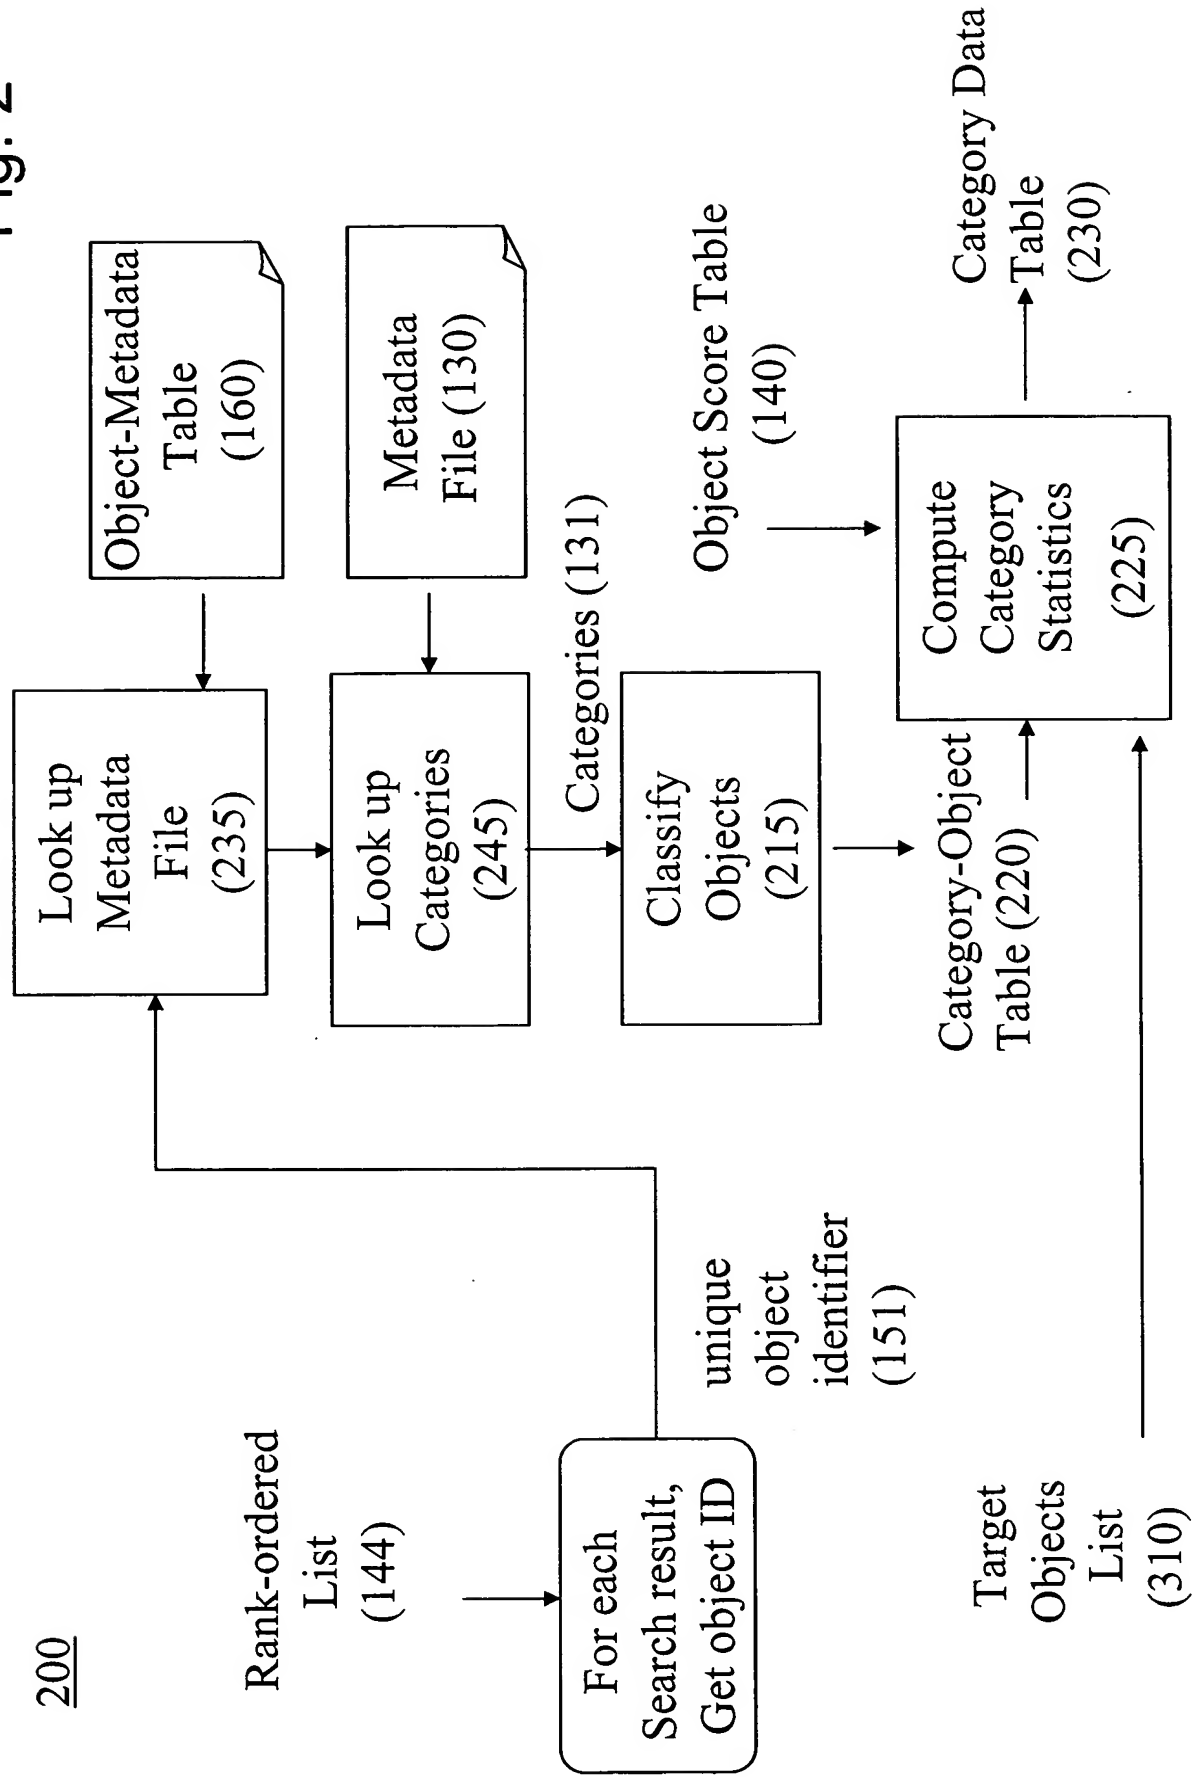 Fig. 2
200
Rank-ordered
List
(144)
For each
Search result,
Get object ID
unique
object
identifier
(151)
Look up
Metadata
File
(235)
Object-Metadata
Table
(160)
Look up
Categories
(245)
Metadata
File (130)
Categories (131)
Classify
Objects
(215)
Object Score Table
(140)
Category-Object
Table (220)
Compute
Category
Statistics
(225)
Category Data
Table
(230)
Target
Objects
List
(310)